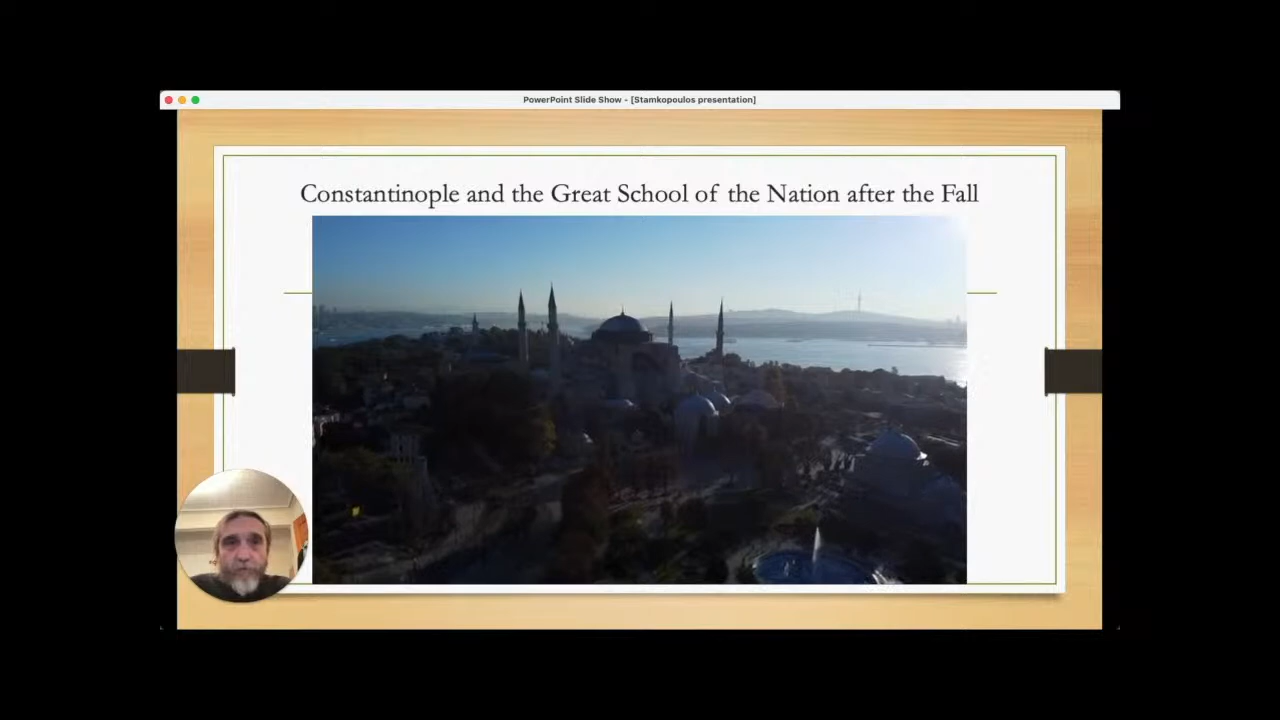 PowerPoint Slide Show - [Stamkopoulos presentation]
Constantinople and the Great School of the Nation after the Fall